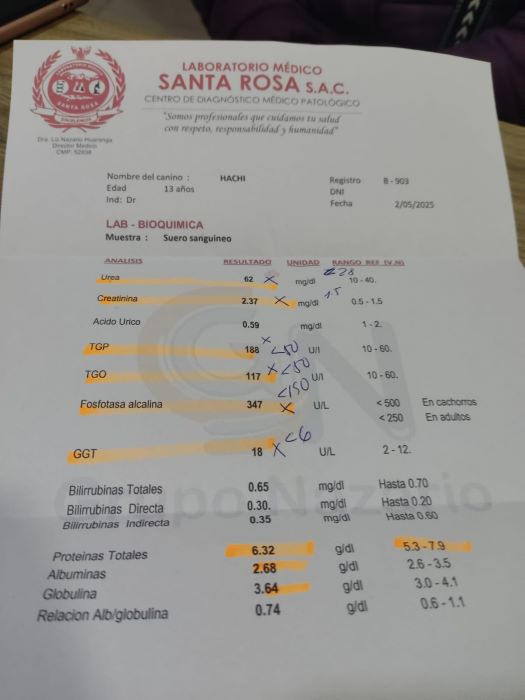 LABORATORIO MÉDICO
SANTA ROSA S.A.C.
CENTRO DE DIAGNÓSTICO MÉDICO PATOLÓGICO
"Somos profesionales que cuidamos tu salud
con respeto, responsabilidad y humanidad"
SANTA ROSA
Dra. Liz Nazario Huaranga
Director Medico
CMP: 52808
Nombre del canino : HACHI Registro B - 903
Edad 13 años DNI
Ind: Dr Fecha 2/05/2025
LAB - BIOQUIMICA
Muestra : Suero sanguineo
ANALISIS RESULTADO UNIDAD RANGO REF (V.N)
Urea 62 x mg/dl <28 10 - 40.
Creatinina 2.37 x mg/dl 1.5 0.5 - 1.5
Acido Urico 0.59 mg/dl 1 - 2.
TGP 188 x <50 U/l 10 - 60.
TGO 117 x <50 U/l 10 - 60.
Fosfotasa alcalina 347 x <150 U/L < 500 En cachorros
< 250 En adultos
GGT 18 x <6 U/L 2 - 12.
Bilirrubinas Totales 0.65 mg/dl Hasta 0.70
Bilirrubinas Directa 0.30. mg/dl Hasta 0.20
Bilirrubinas Indirecta 0.35 mg/dl Hasta 0.60
Proteinas Totales 6.32 g/dl 5.3 - 7.9
Albuminas 2.68 g/dl 2.6 - 3.5
Globulina 3.64 g/dl 3.0 - 4.1
Relacion Alb/globulina 0.74 g/dl 0.6 - 1.1